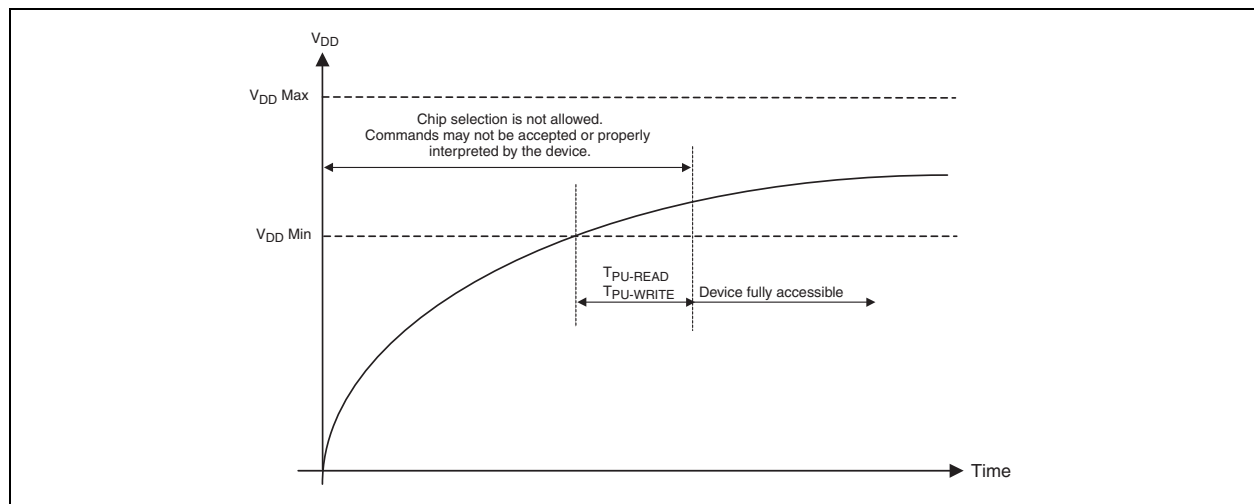 VDD
VDD Max
Chip selection is not allowed.
Commands may not be accepted or properly
interpreted by the device.
VDD Min
TPU-READ
TPU-WRITE
Device fully accessible
Time